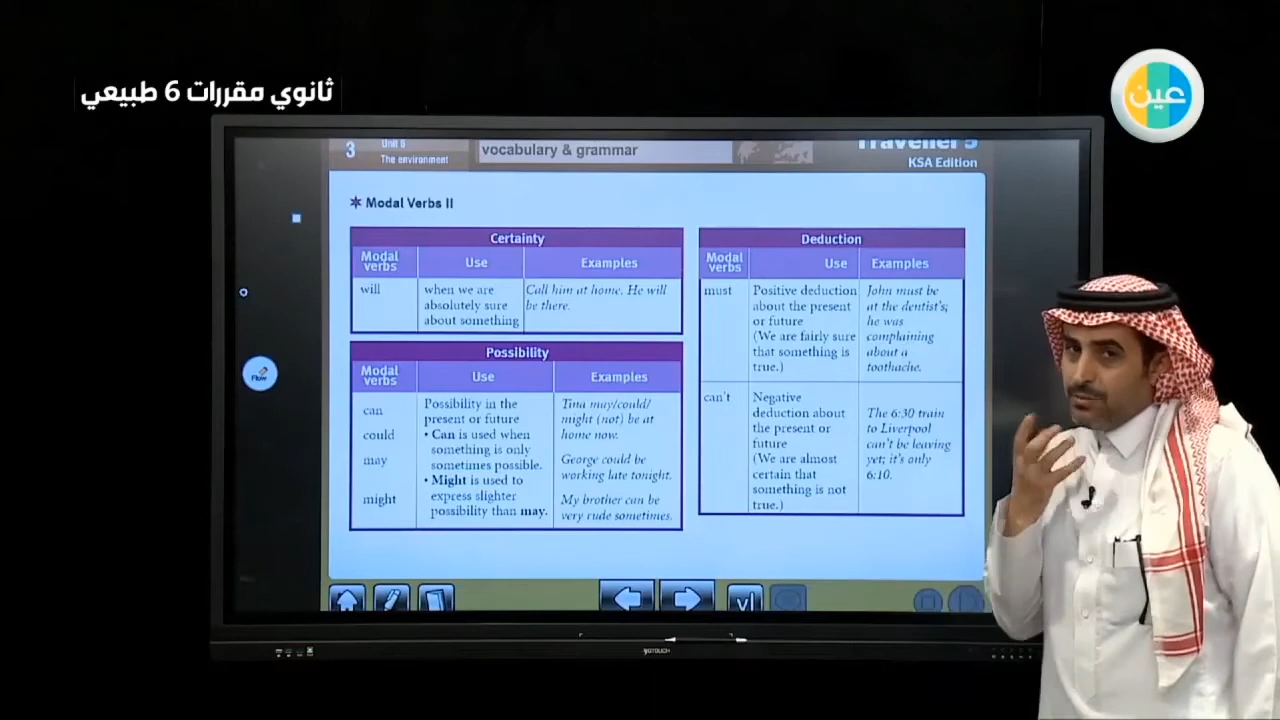 ثانوي مقررات 6 طبيعي
عين
3
Unit 6
The environment
vocabulary & grammar
Traveller 5
KSA Edition
Modal Verbs II
Certainty
Modal verbs
Use
Examples
will
when we are
absolutely sure
about something
Call him at home. He will
be there.
Possibility
Modal verbs
Use
Examples
can
could
may
might
Possibility in the
present or future
• Can is used when
something is only
sometimes possible.
• Might is used to
express slighter
possibility than may.
Tina may/could/
might (not) be at
home now.
George could be
working late tonight.
My brother can be
very rude sometimes.
Deduction
Modal verbs
Use
Examples
must
Positive deduction
about the present
or future
(We are fairly sure
that something is
true.)
John must be
at the dentist's;
he was
complaining
about a
toothache.
can't
Negative
deduction about
the present or
future
(We are almost
certain that
something is not
true.)
The 6:30 train
to Liverpool
can't be leaving
yet; it's only
6:10.
Flow